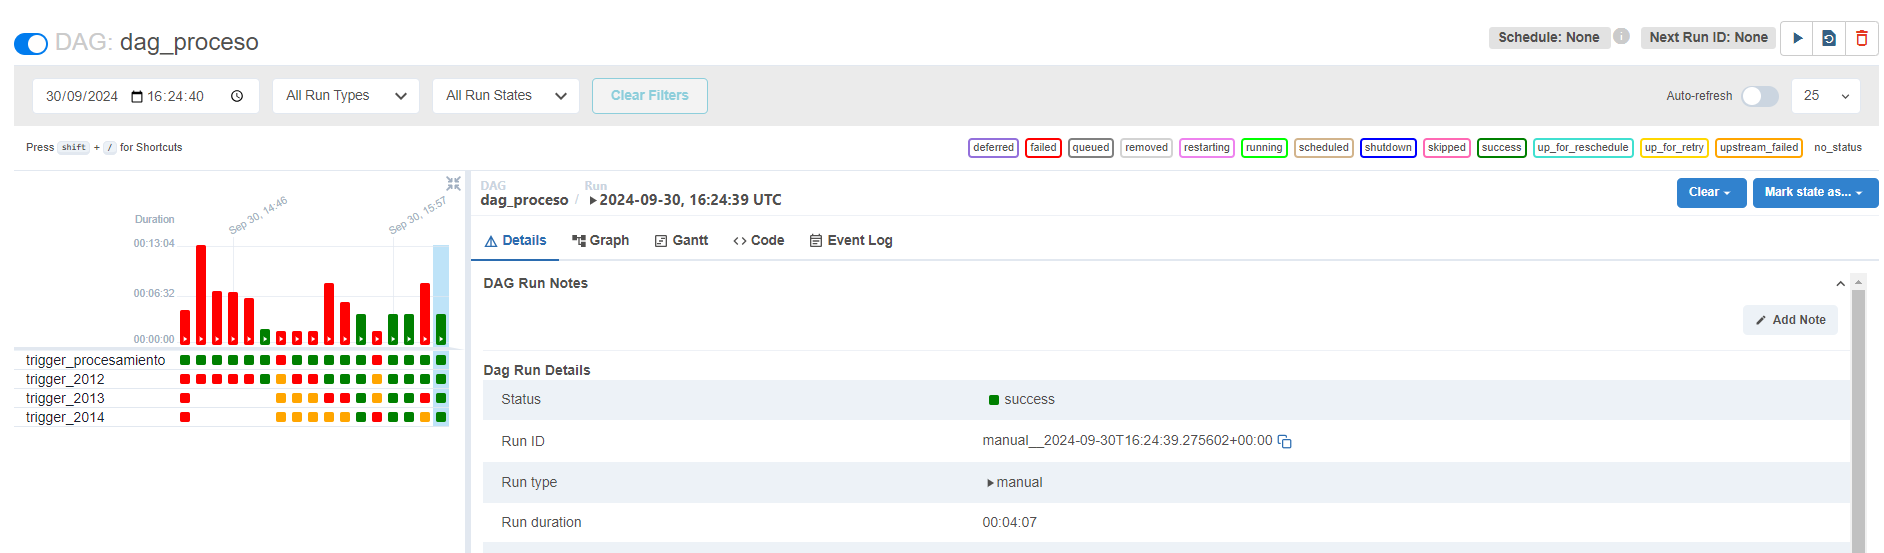 DAG: dag_proceso
Schedule: None
Next Run ID: None
30/09/2024 16:24:40
All Run Types
All Run States
Clear Filters
Auto-refresh
25
Press shift + / for Shortcuts
deferred failed queued removed restarting running scheduled shutdown skipped success up_for_reschedule up_for_retry upstream_failed no_status
Sep 30, 14:46
Sep 30, 15:57
Duration
00:13:04
00:06:32
00:00:00
trigger_procesamiento
trigger_2012
trigger_2013
trigger_2014
DAG
dag_proceso
/
Run
2024-09-30, 16:24:39 UTC
Clear
Mark state as...
Details
Graph
Gantt
Code
Event Log
DAG Run Notes
Add Note
Dag Run Details
Status success
Run ID manual__2024-09-30T16:24:39.275602+00:00
Run type manual
Run duration 00:04:07